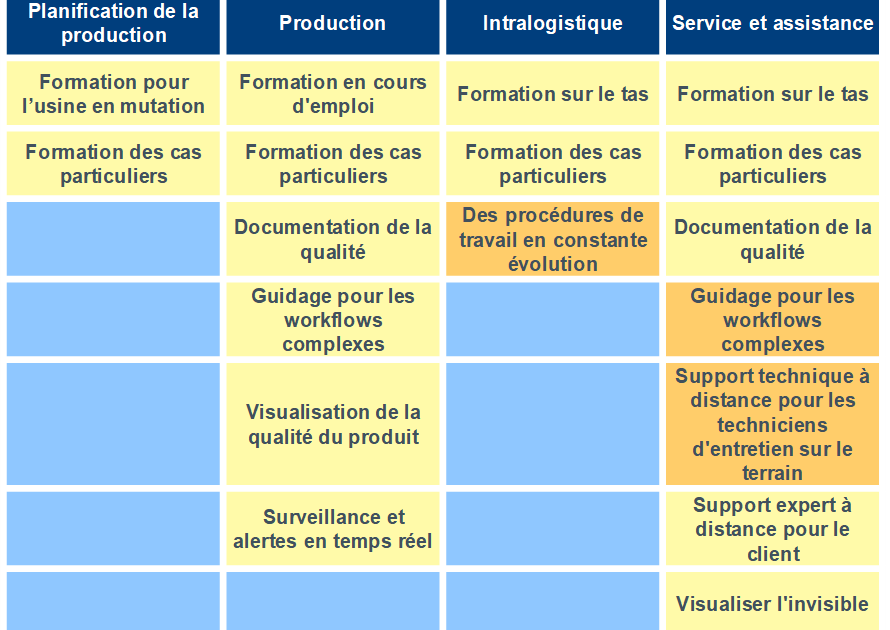 Planification de la
production
Production
Intralogistique
Service et assistance
Formation pour
l’usine en mutation
Formation en cours
d'emploi
Formation sur le tas
Formation sur le tas
Formation des cas
particuliers
Formation des cas
particuliers
Formation des cas
particuliers
Formation des cas
particuliers
Documentation de la
qualité
Des procédures de
travail en constante
évolution
Documentation de la
qualité
Guidage pour les
workflows
complexes
Guidage pour les
workflows
complexes
Visualisation de la
qualité du produit
Support technique à
distance pour les
techniciens
d'entretien sur le
terrain
Surveillance et
alertes en temps réel
Support expert à
distance pour le
client
Visualiser l'invisible